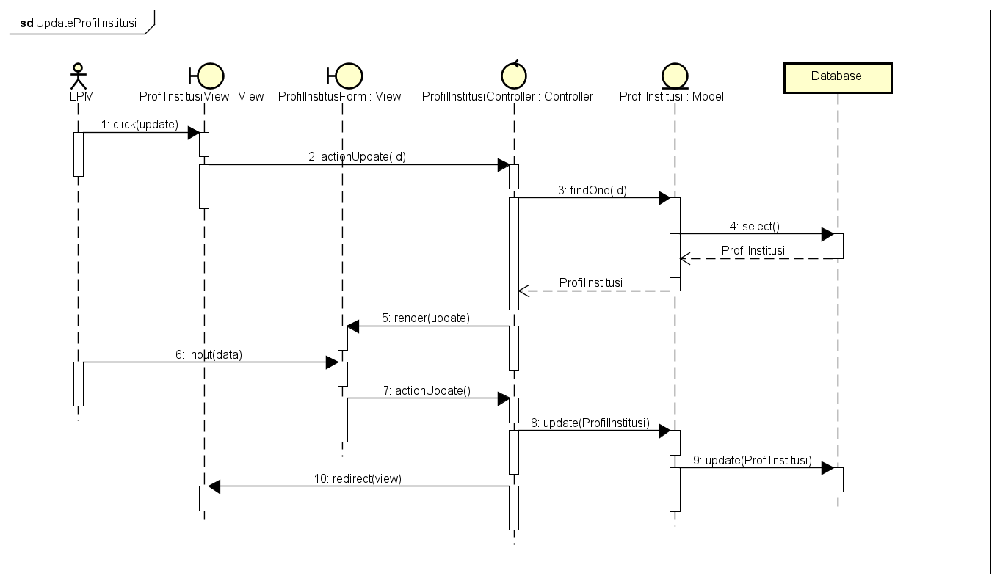 sd UpdateProfilInstitusi
: LPM
ProfilInstitusiView : View
ProfilInstitusForm : View
ProfilInstitusiController : Controller
ProfilInstitusi : Model
Database
1: click(update)
2: actionUpdate(id)
3: findOne(id)
4: select()
ProfilInstitusi
ProfilInstitusi
5: render(update)
6: input(data)
7: actionUpdate()
8: update(ProfilInstitusi)
9: update(ProfilInstitusi)
10: redirect(view)